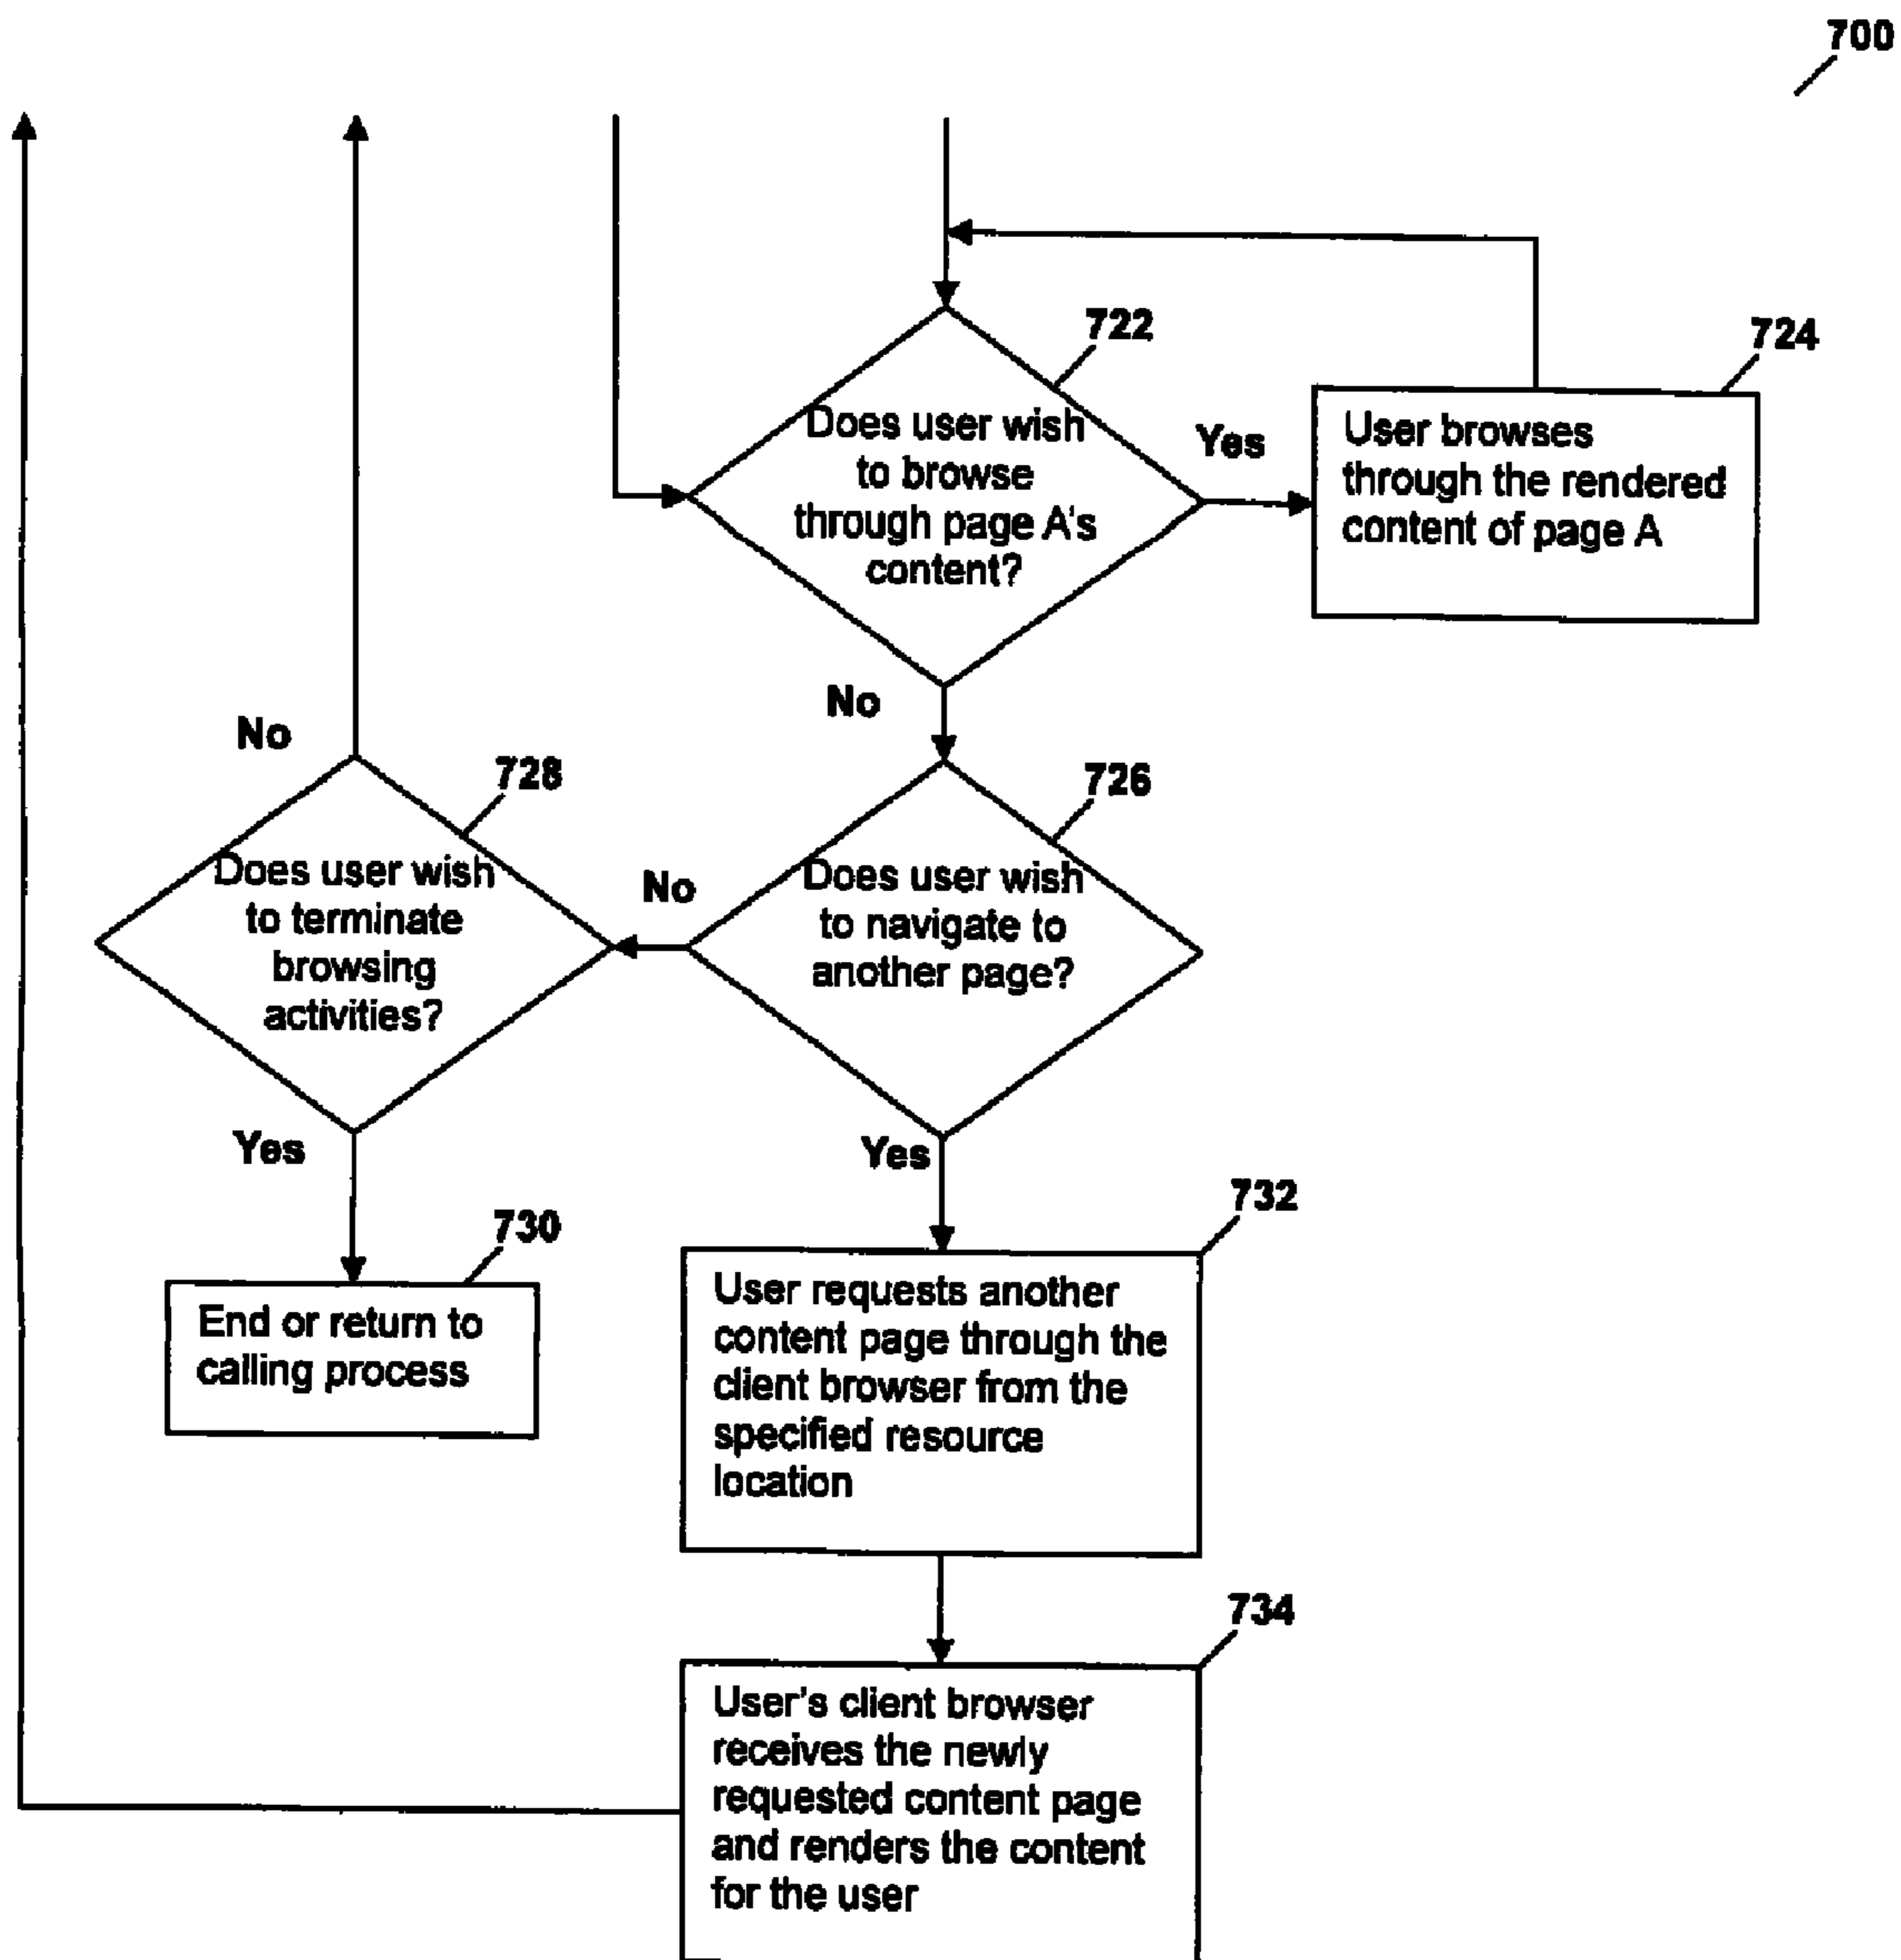 700
722
Does user wish
to browse
through page A's
content?
Yes
724
User browses
through the rendered
content of page A
No
No
728
Does user wish
to terminate
browsing
activities?
No
726
Does user wish
to navigate to
another page?
Yes
730
End or return to
calling process
Yes
732
User requests another
content page through the
client browser from the
specified resource
location
734
User's client browser
receives the newly
requested content page
and renders the content
for the user